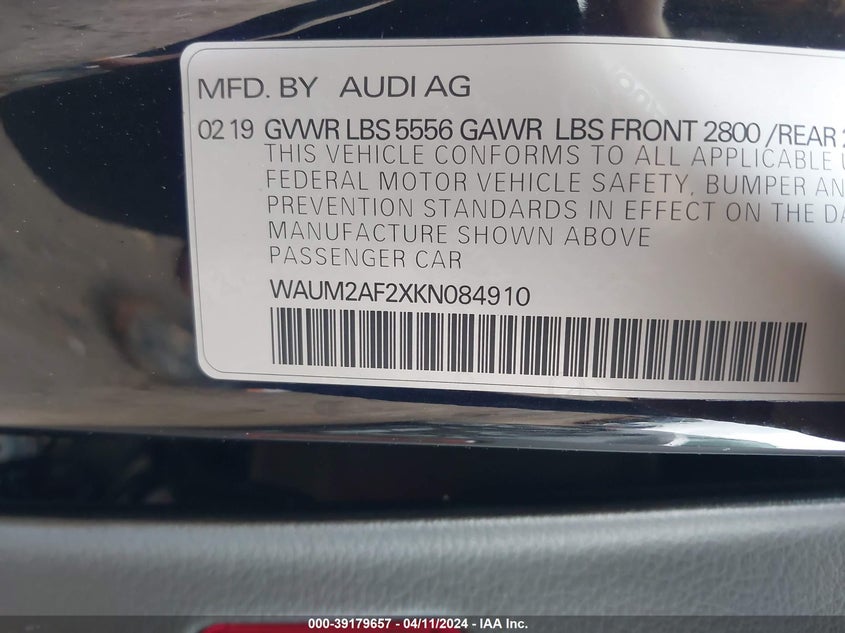 MFD. BY AUDI AG
02 19 GVWR LBS 5556 GAWR LBS FRONT 2800 /REAR 2
THIS VEHICLE CONFORMS TO ALL APPLICABLE
FEDERAL MOTOR VEHICLE SAFETY, BUMPER AN
PREVENTION STANDARDS IN EFFECT ON THE DA
MANUFACTURE SHOWN ABOVE
PASSENGER CAR
WAUM2AF2XKN084910
000-39179657 - 04/11/2024 - IAA Inc.